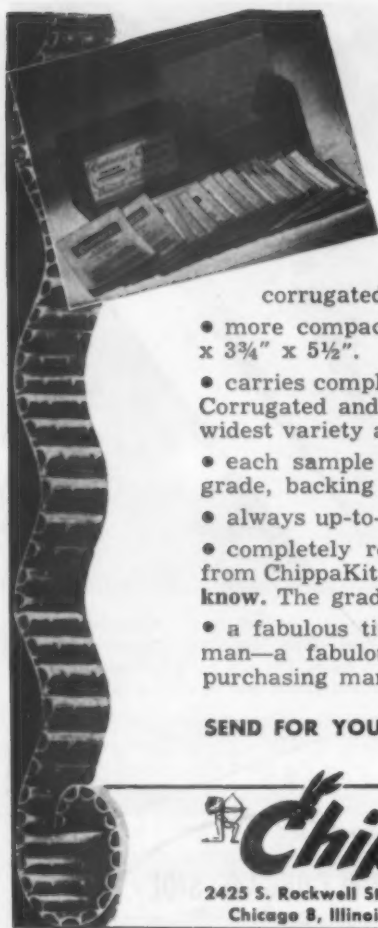 corrugated
• more compac
x 3¾" x 5½".
• carries compl
Corrugated and
widest variety a
• each sample
grade, backing
• always up-to-
• completely re
from ChippaKit
know. The grad
• a fabulous ti
man—a fabulou
purchasing mar
SEND FOR YOU
Chip
2425 S. Rockwell St
Chicago 8, Illinoi